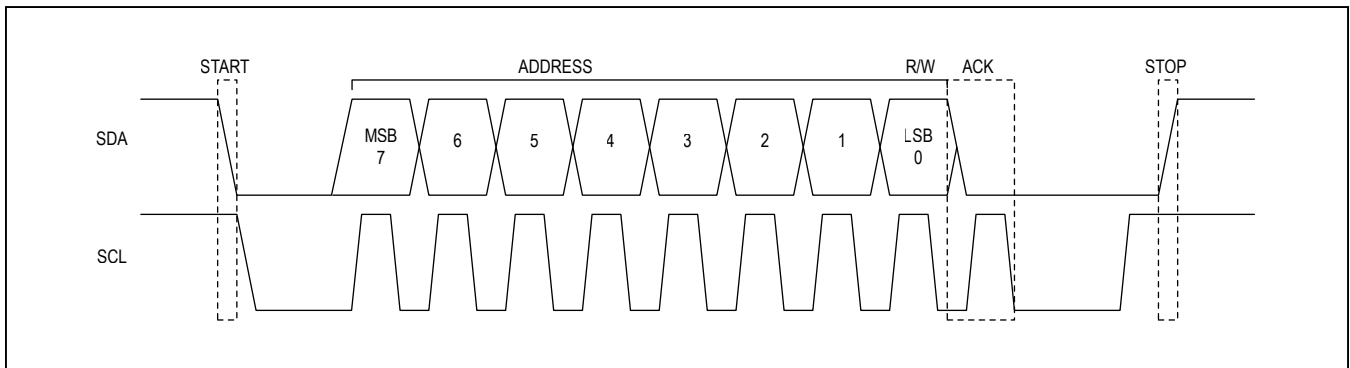 START ADDRESS R/W ACK STOP
SDA MSB 6 5 4 3 2 1 LSB
7 0
SCL